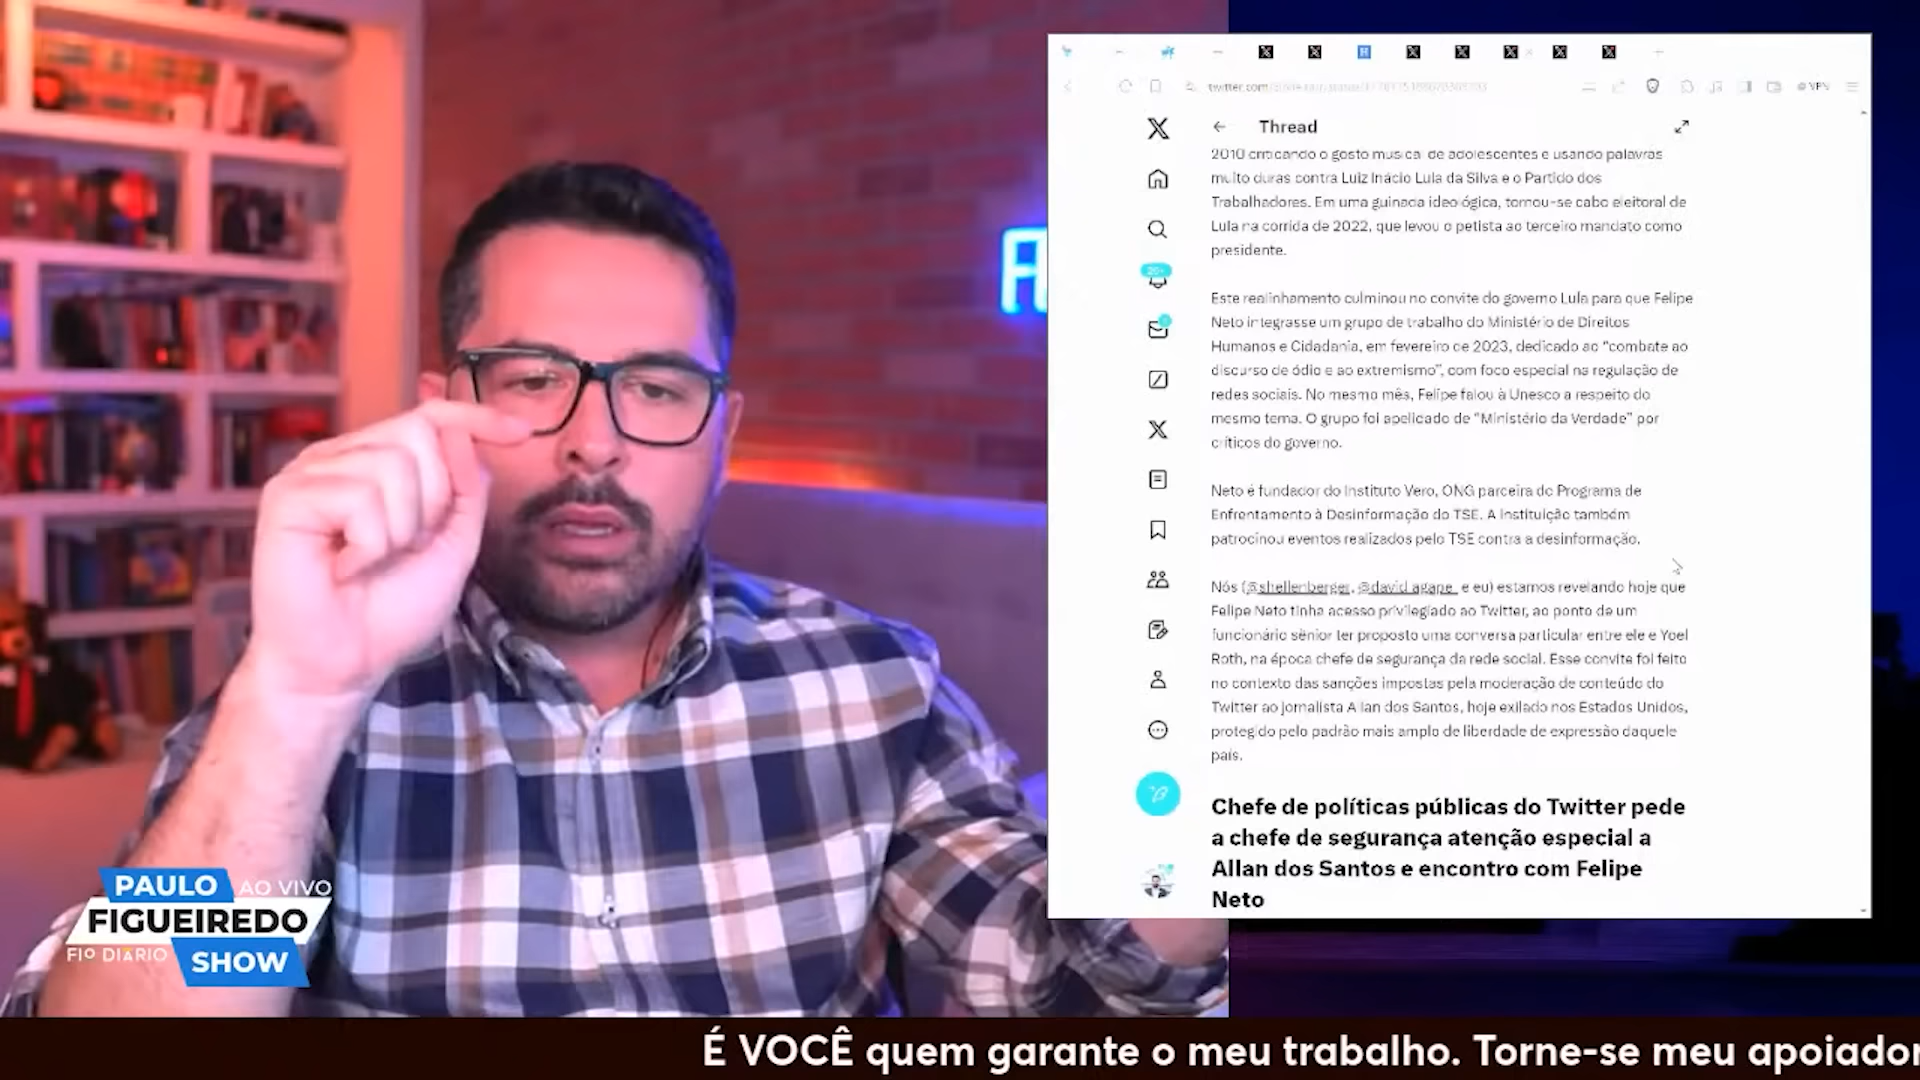 Thread
2010 criticando o gosto musical de adolescentes e usando palavras
muito duras contra Luiz Inácio Lula da Silva e o Partido dos
Trabalhadores. Em uma guinada ideológica, tornou-se cabo eleitoral de
Lula na corrida de 2022, que levou o petista ao terceiro mandato como
presidente.
Este realinhamento culminou no convite do governo Lula para que Felipe
Neto integrasse um grupo de trabalho do Ministério de Direitos
Humanos e Cidadania, em fevereiro de 2023, dedicado ao “combate ao
discurso de ódio e ao extremismo”, com foco especial na regulação de
redes sociais. No mesmo mês, Felipe falou à Unesco a respeito do
mesmo tema. O grupo foi apelidado de “Ministério da Verdade” por
críticos do governo.
Neto é fundador do Instituto Vero, ONG parceira do Programa de
Enfrentamento à Desinformação do TSE. A instituição também
patrocinou eventos realizados pelo TSE contra a desinformação.
Nós (@shellenberger, @david_agape_ e eu) estamos revelando hoje que
Felipe Neto tinha acesso privilegiado ao Twitter, ao ponto de um
funcionário sênior ter proposto uma conversa particular entre ele e Yoel
Roth, na época chefe de segurança da rede social. Esse convite foi feito
no contexto das sanções impostas pela moderação de conteúdo do
Twitter ao jornalista Allan dos Santos, hoje exilado nos Estados Unidos,
protegido pelo padrão mais amplo de liberdade de expressão daquele
país.
Chefe de políticas públicas do Twitter pede
a chefe de segurança atenção especial a
Allan dos Santos e encontro com Felipe
Neto
twitter.com
VPN
20+
PAULO AO VIVO
FIGUEIREDO
FIO DIÁRIO SHOW
É VOCÊ quem garante o meu trabalho. Torne-se meu apoiador